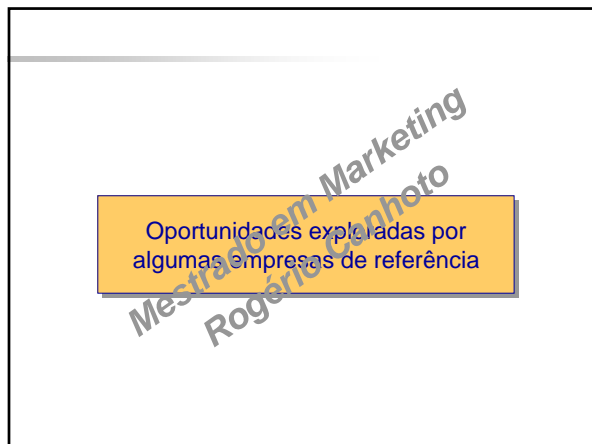 Mestrado em Marketing
Rogério Canhoto
Oportunidades exploradas por
algumas empresas de referência